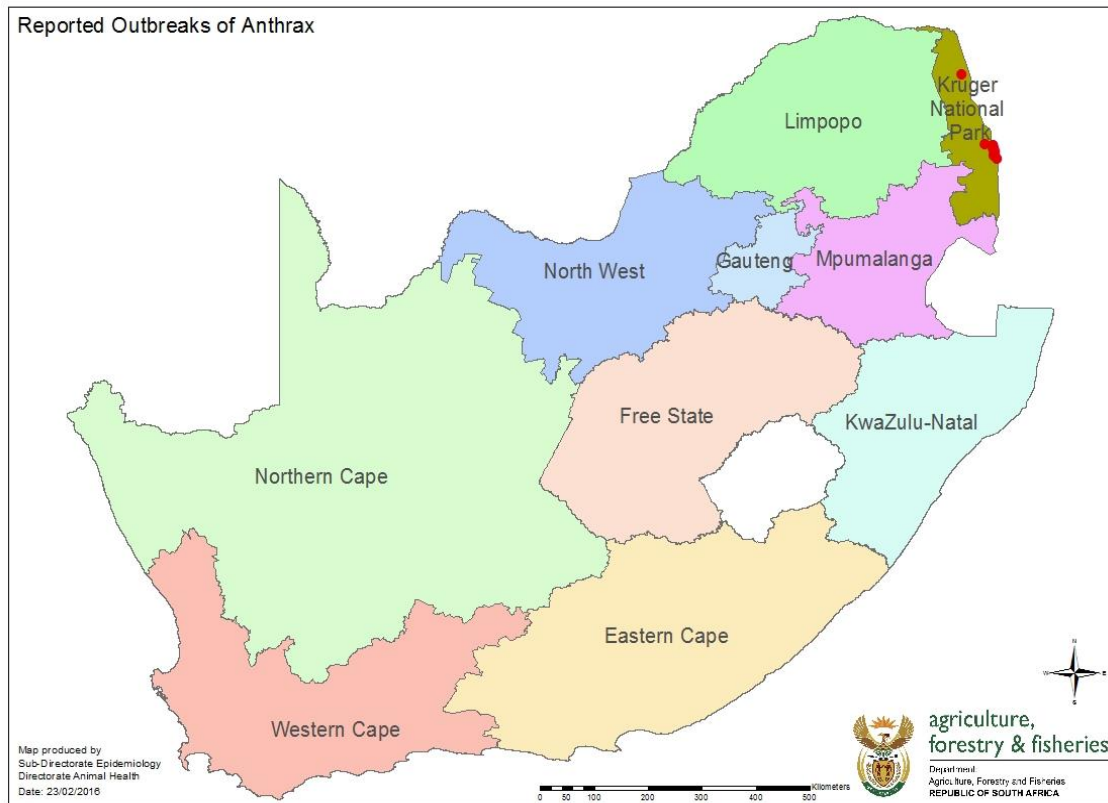 Reported Outbreaks of Anthrax
Kruger
National
Park
Limpopo
North West
Gauteng
Mpumalanga
Free State
KwaZulu-Natal
Northern Cape
Eastern Cape
Western Cape
N
W
E
S
Map produced by
Sub-Directorate Epidemiology
Directorate Animal Health
Date: 23/02/2016
Kilometers
0 50 100 200 300 400 500
agriculture,
forestry & fisheries
Department:
Agriculture, Forestry and Fisheries
REPUBLIC OF SOUTH AFRICA